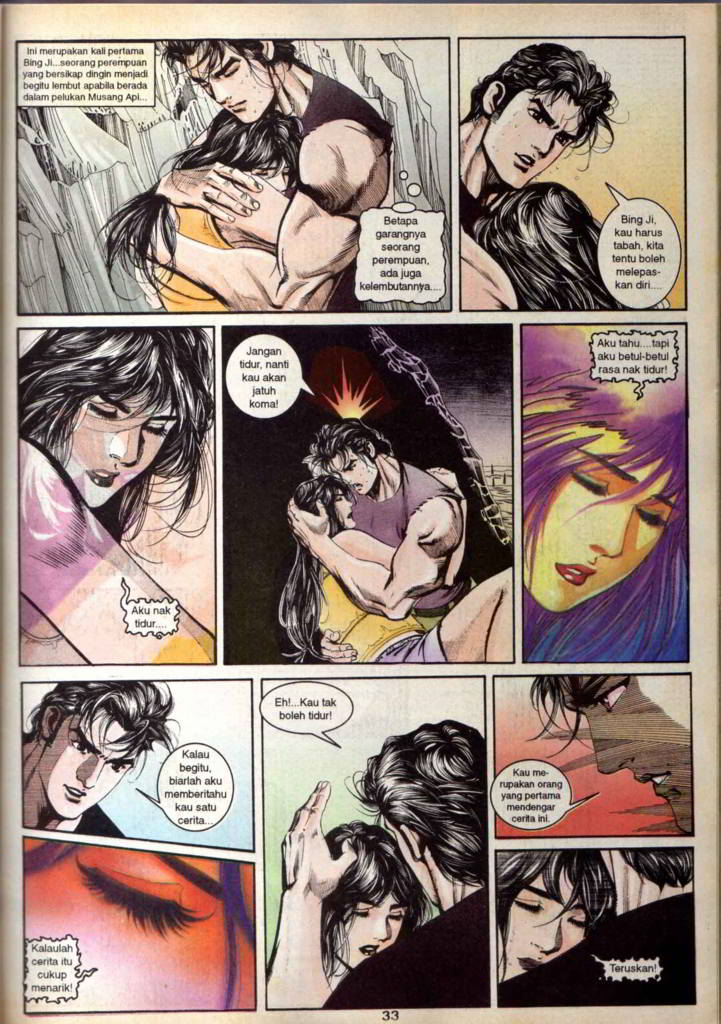 Ini merupakan kali pertama
Bing Ji...seorang perempuan
yang bersikap dingin menjadi
begitu lembut apabila berada
dalam pelukan Musang Api...
Betapa
garangnya
seorang
perempuan,
ada juga
kelembutannya....
Bing Ji,
kau harus
tabah, kita
tentu boleh
melepas-
kan diri....
Aku nak
tidur....
Jangan
tidur, nanti
kau akan
jatuh
koma!
Aku tahu....tapi
aku betul-betul
rasa nak tidur!
Kalau
begitu,
biarlah aku
memberitahu
kau satu
cerita...
Kalaulah
cerita itu
cukup
menarik!
Eh!...Kau tak
boleh tidur!
Kau me-
rupakan orang
yang pertama
mendengar
cerita ini.
Teruskan!
33